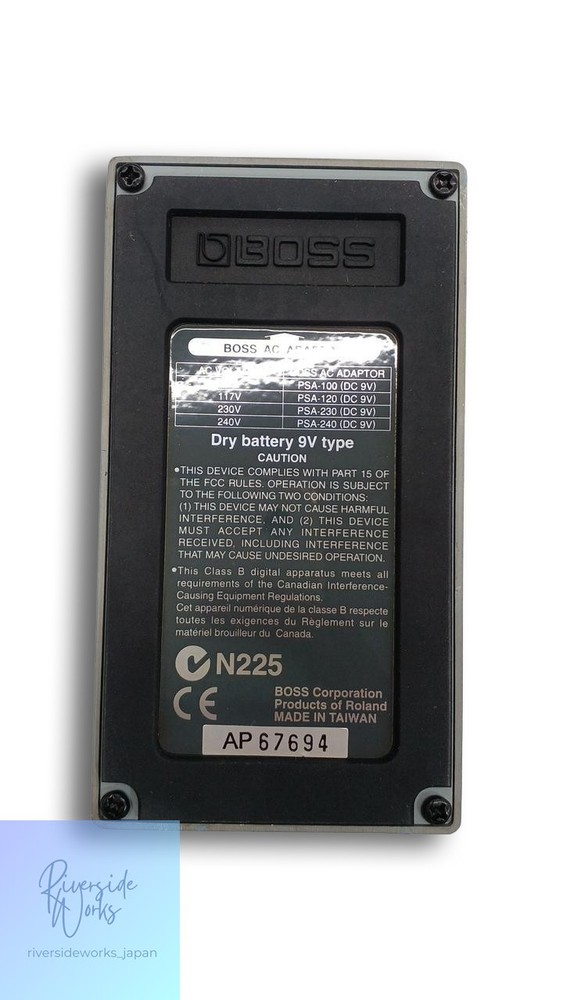 BOSS
BOSS AC
BOSS AC ADAPTOR
PSA-100 (DC 9V)
117V PSA-120 (DC 9V)
230V PSA-230 (DC 9V)
240V PSA-240 (DC 9V)
Dry battery 9V type
CAUTION
•THIS DEVICE COMPLIES WITH PART 15 OF
THE FCC RULES. OPERATION IS SUBJECT
TO THE FOLLOWING TWO CONDITIONS:
(1) THIS DEVICE MAY NOT CAUSE HARMFUL
INTERFERENCE, AND (2) THIS DEVICE
MUST ACCEPT ANY INTERFERENCE
RECEIVED, INCLUDING INTERFERENCE
THAT MAY CAUSE UNDESIRED OPERATION.
•This Class B digital apparatus meets all
requirements of the Canadian Interference-
Causing Equipment Regulations.
Cet appareil numérique de la classe B respecte
toutes les exigences du Règlement sur le
matériel brouilleur du Canada.
N225
CE
BOSS Corporation
Products of Roland
MADE IN TAIWAN
AP67694
Riverside
Works
riversideworks_japan